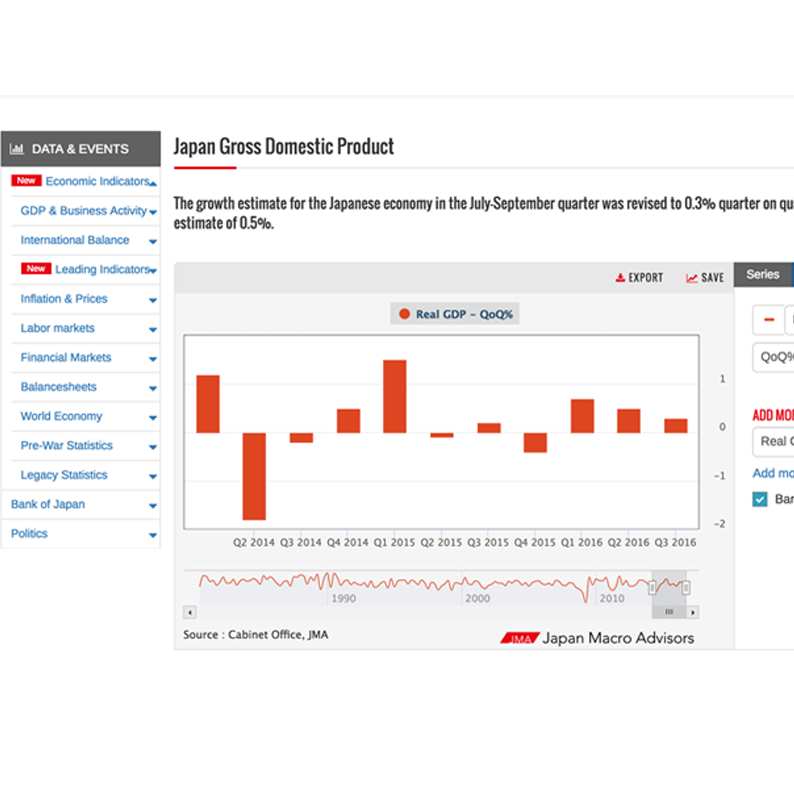 DATA & EVENTS
New Economic Indicators
GDP & Business Activity
International Balance
New Leading Indicators
Inflation & Prices
Labor markets
Financial Markets
Balancesheets
World Economy
Pre-War Statistics
Legacy Statistics
Bank of Japan
Politics
Japan Gross Domestic Product
The growth estimate for the Japanese economy in the July-September quarter was revised to 0.3% quarter on
estimate of 0.5%.
EXPORT SAVE
Real GDP – QoQ%
1
0
-1
-2
Q2 2014 Q3 2014 Q4 2014 Q1 2015 Q2 2015 Q3 2015 Q4 2015 Q1 2016 Q2 2016 Q3 2016
1990 2000 2010
Source : Cabinet Office, JMA
JMA Japan Macro Advisors
Series
QoQ%
ADD
Real
Add